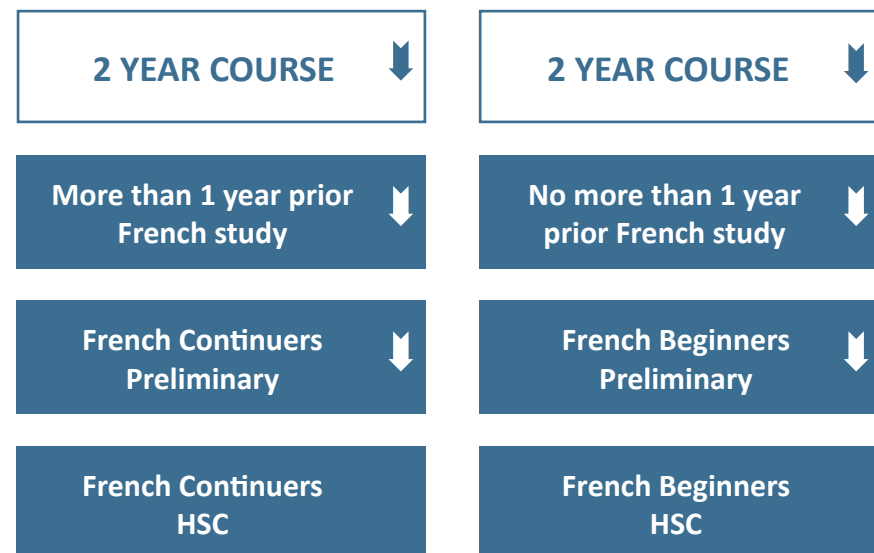 2 YEAR COURSE
More than 1 year prior
French study
French Continuers
Preliminary
French Continuers
HSC
2 YEAR COURSE
No more than 1 year
prior French study
French Beginners
Preliminary
French Beginners
HSC